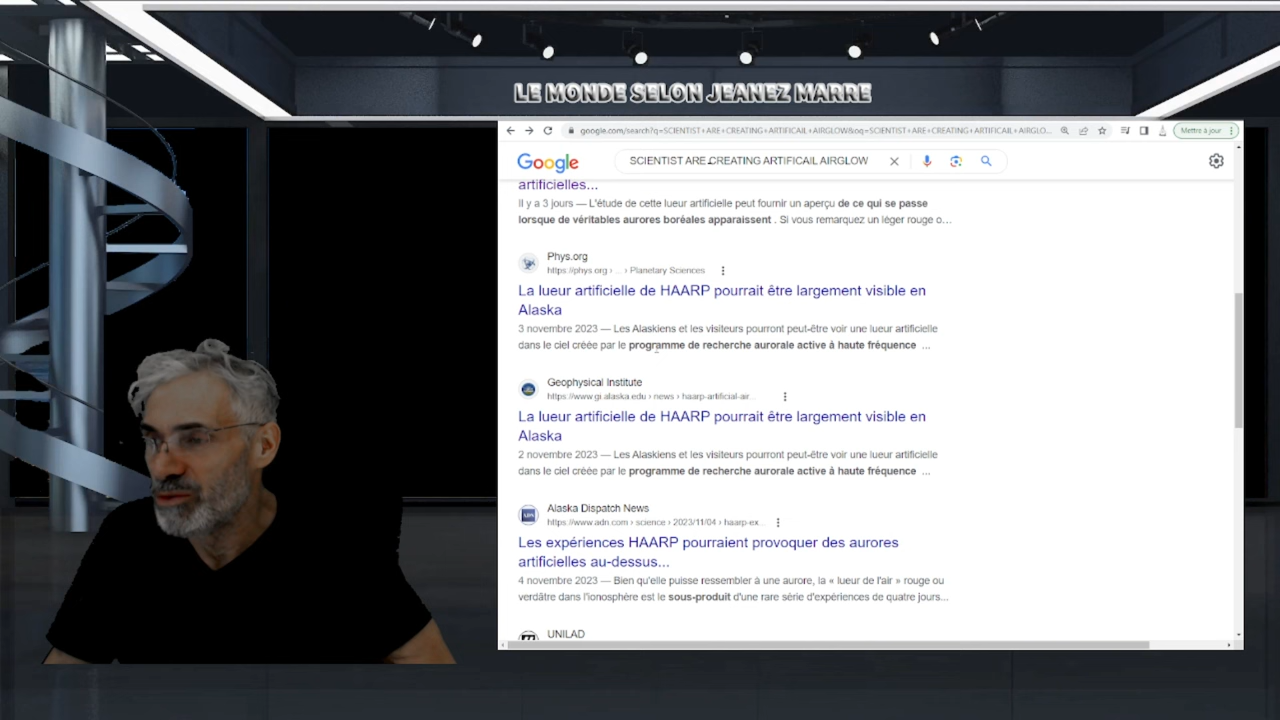 LE MONDE SELON JEANEZ MARRE
google.com/search?q=SCIENTIST+ARE+CREATING+ARTIFICAIL+AIRGLOW&oq=SCIENTIST+ARE+CREATING+ARTIFICAIL+AIRGLO...
Mettre à jour
Google
SCIENTIST ARE CREATING ARTIFICAIL AIRGLOW
artificielles...
Il y a 3 jours — L'étude de cette lueur artificielle peut fournir un aperçu de ce qui se passe
lorsque de véritables aurores boréales apparaissent . Si vous remarquez un léger rouge o...
Phys.org
https://phys.org › ... › Planetary Sciences
La lueur artificielle de HAARP pourrait être largement visible en
Alaska
3 novembre 2023 — Les Alaskiens et les visiteurs pourront peut-être voir une lueur artificielle
dans le ciel créée par le programme de recherche aurorale active à haute fréquence ...
Geophysical Institute
https://www.gi.alaska.edu › news › haarp-artificial-air...
La lueur artificielle de HAARP pourrait être largement visible en
Alaska
2 novembre 2023 — Les Alaskiens et les visiteurs pourront peut-être voir une lueur artificielle
dans le ciel créée par le programme de recherche aurorale active à haute fréquence ...
ADN
Alaska Dispatch News
https://www.adn.com › science › 2023/11/04 › haarp-ex...
Les expériences HAARP pourraient provoquer des aurores
artificielles au-dessus...
4 novembre 2023 — Bien qu'elle puisse ressembler à une aurore, la « lueur de l'air » rouge ou
verdâtre dans l'ionosphère est le sous-produit d'une rare série d'expériences de quatre jours...
UNILAD